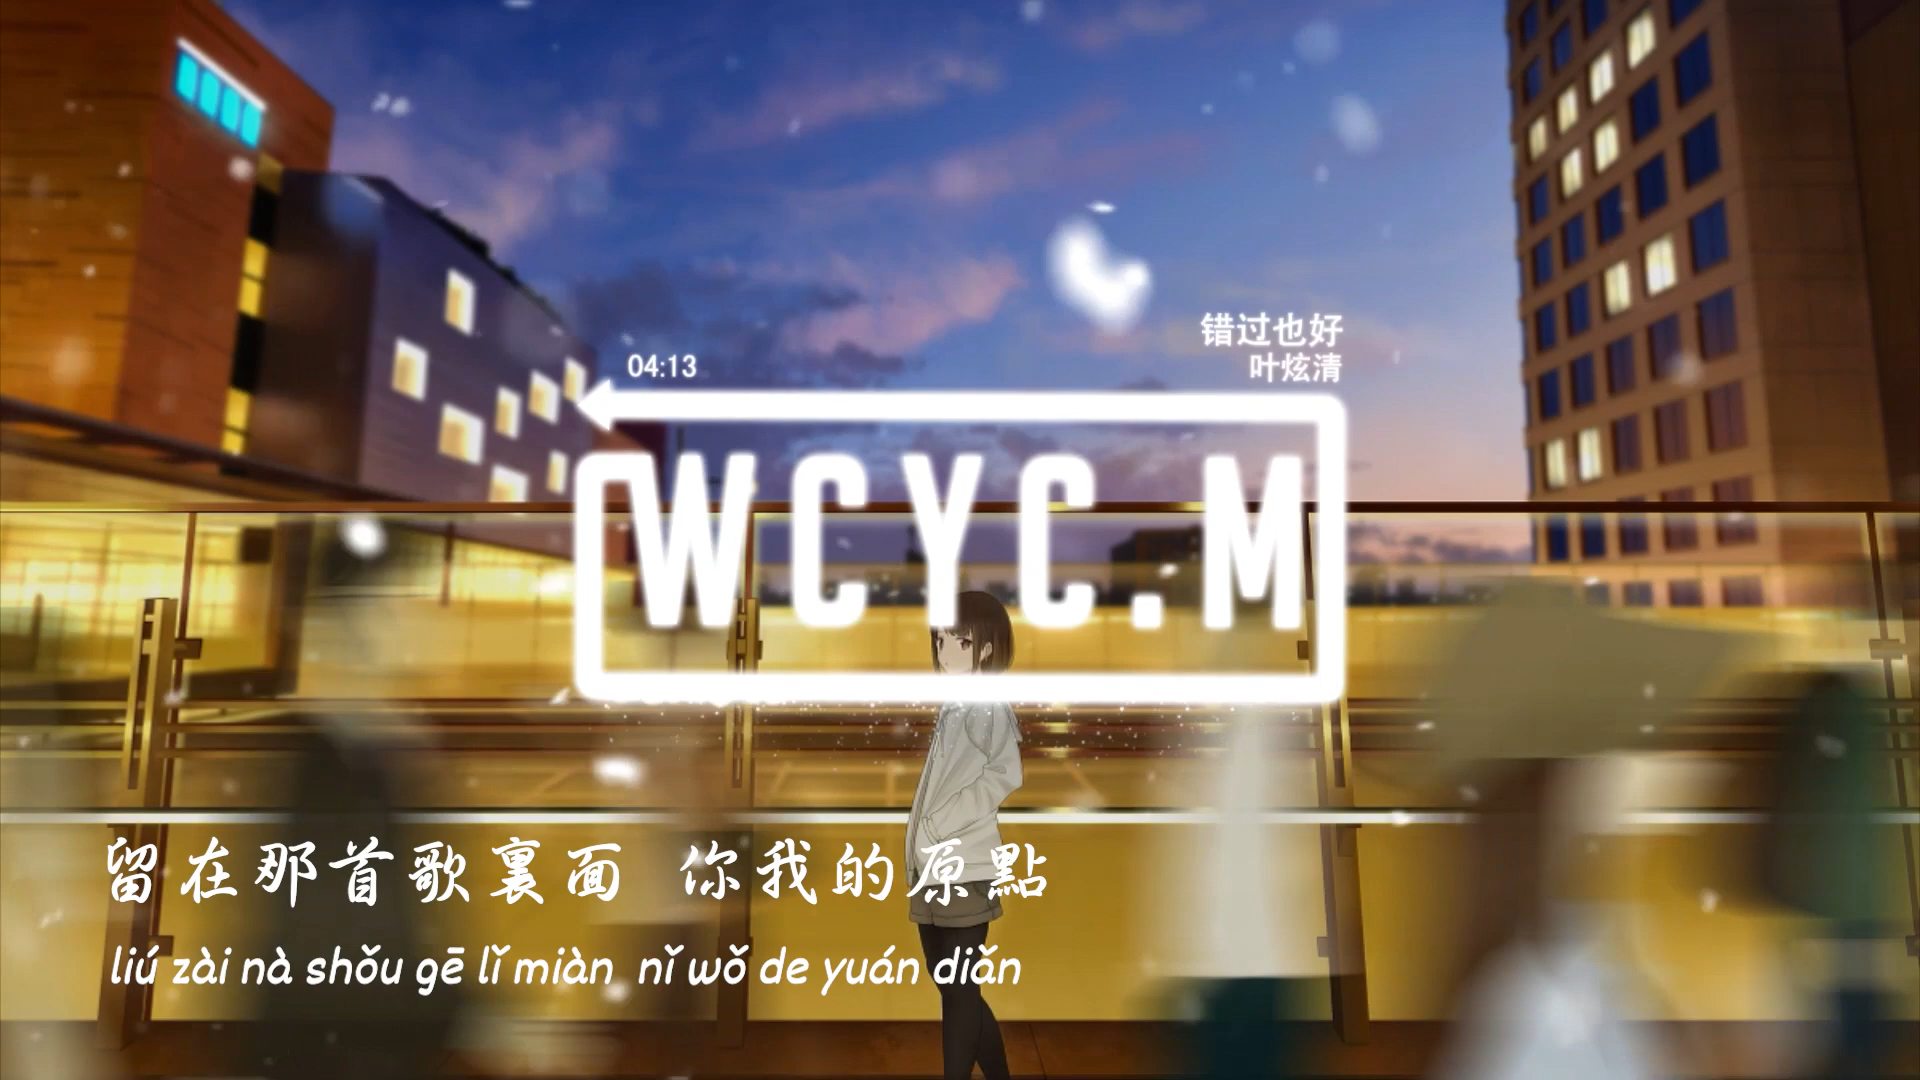 错过也好
04:13
叶炫清
WCYC.M
留在那首歌裏面 你我的原點
liú zài nà shǒu gē lǐ miàn nǐ wǒ de yuán diǎn